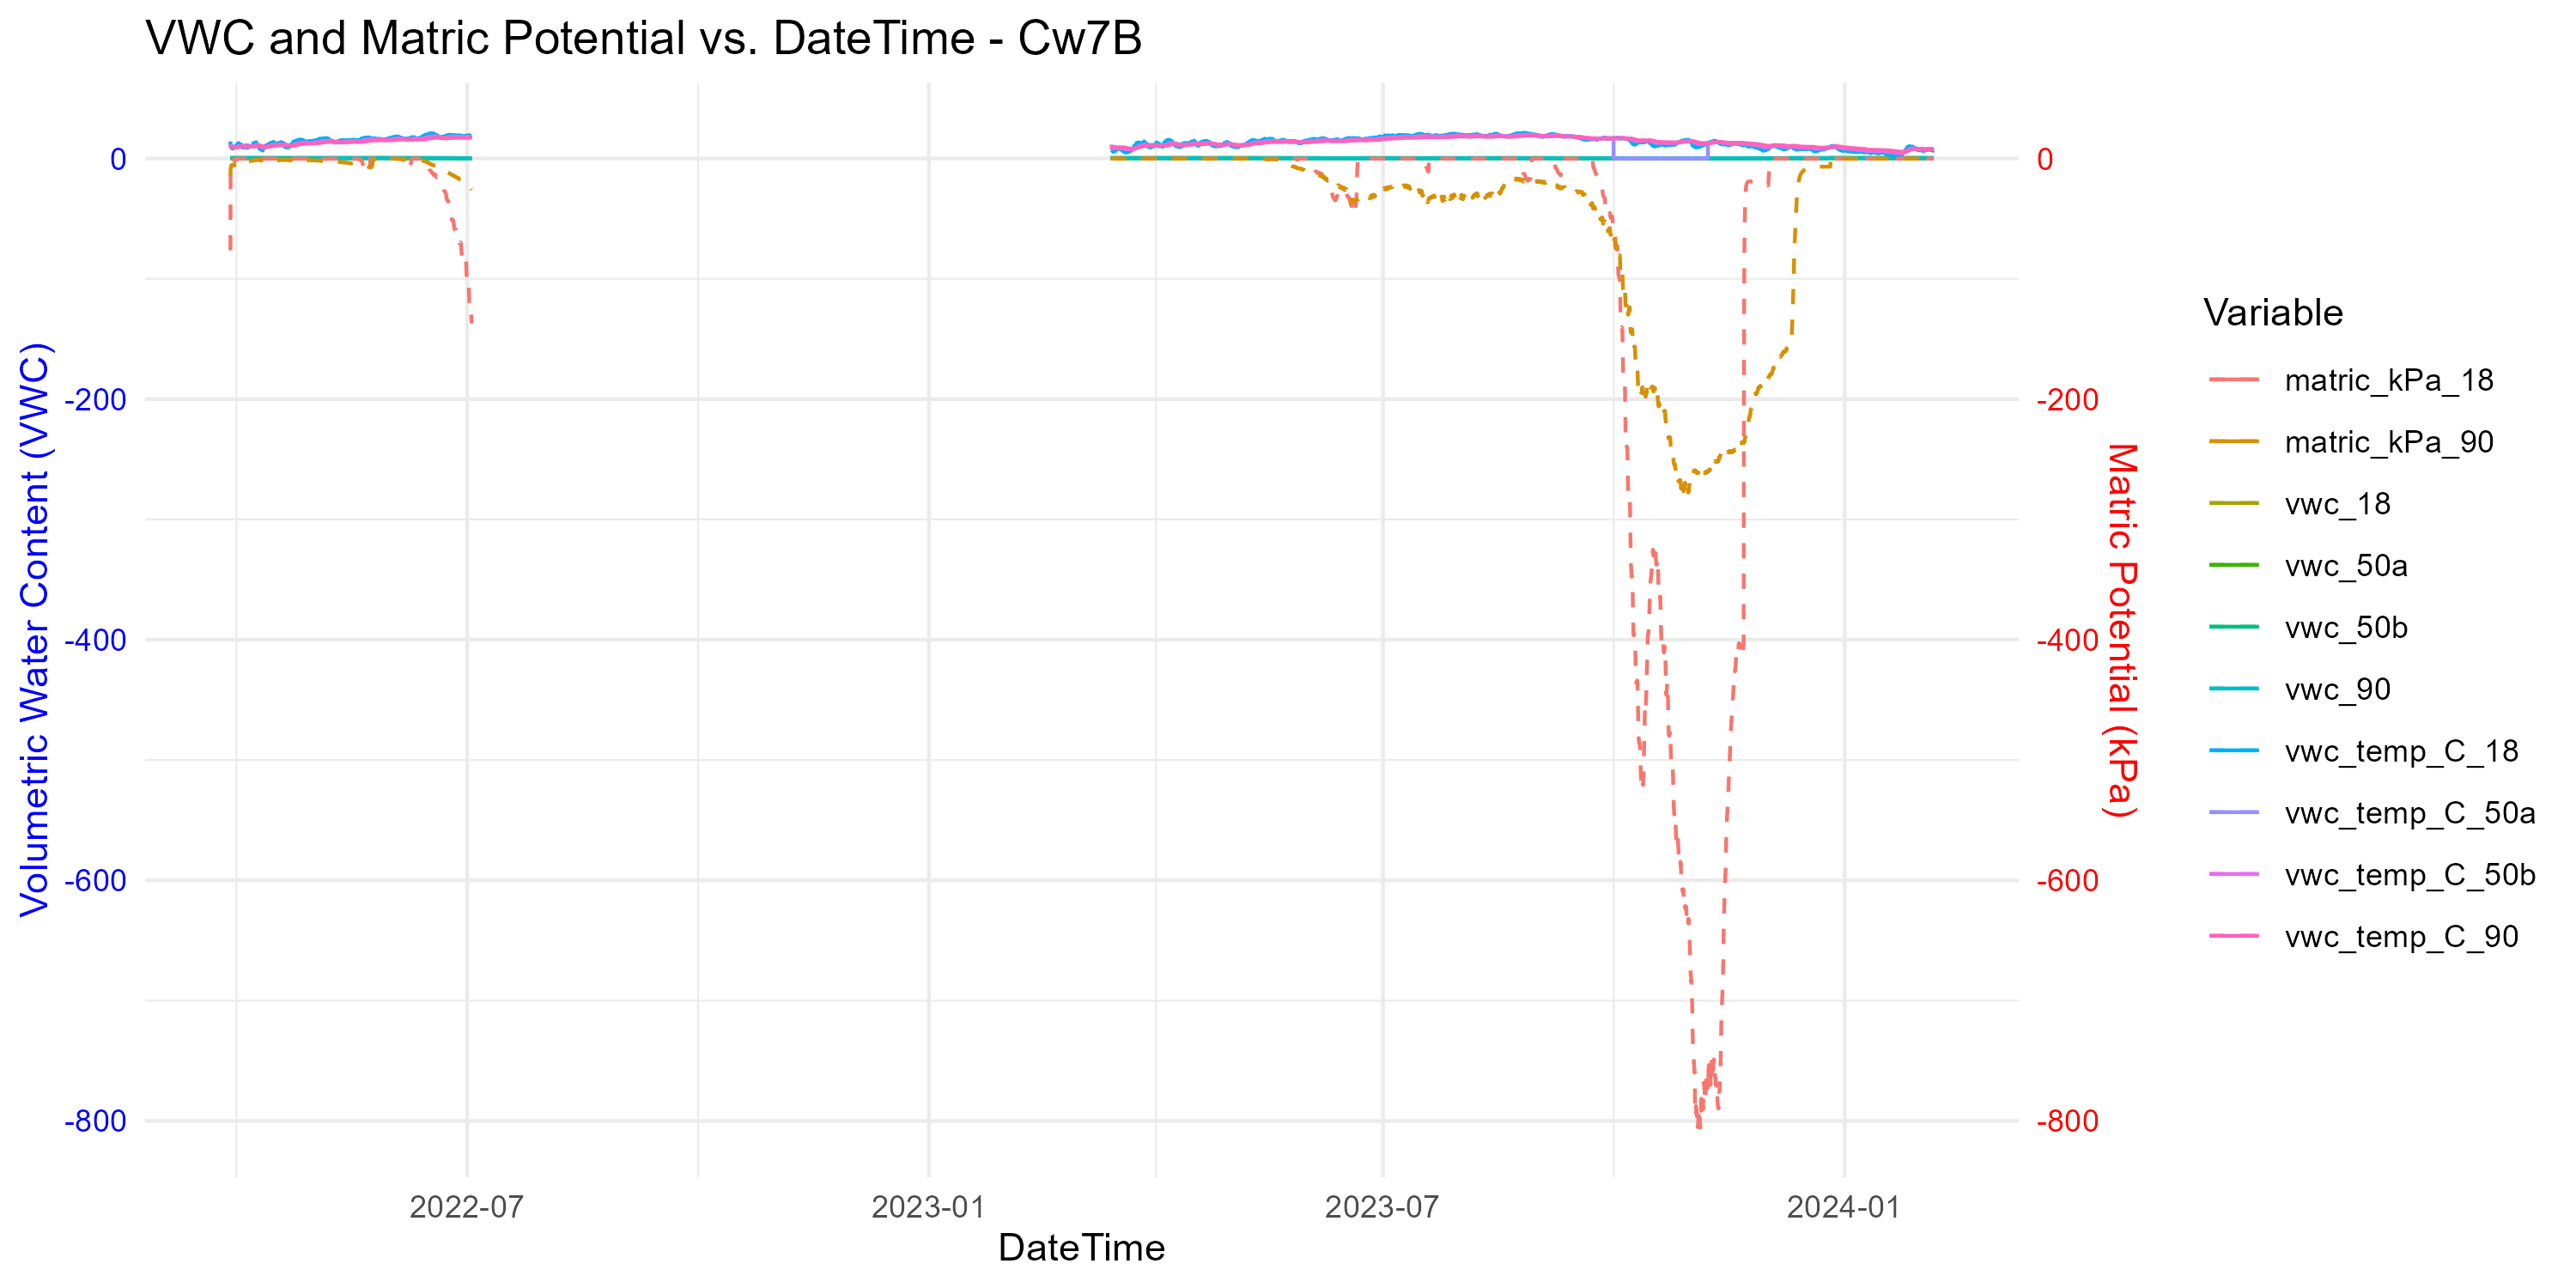 VWC and Matric Potential vs. DateTime - Cw7B
Volumetric Water Content (VWC)
0
-200
-400
-600
-800
0
-200
-400
-600
-800
Matric Potential (kPa)
2022-07
2023-01
2023-07
2024-01
DateTime
Variable
matric_kPa_18
matric_kPa_90
vwc_18
vwc_50a
vwc_50b
vwc_90
vwc_temp_C_18
vwc_temp_C_50a
vwc_temp_C_50b
vwc_temp_C_90